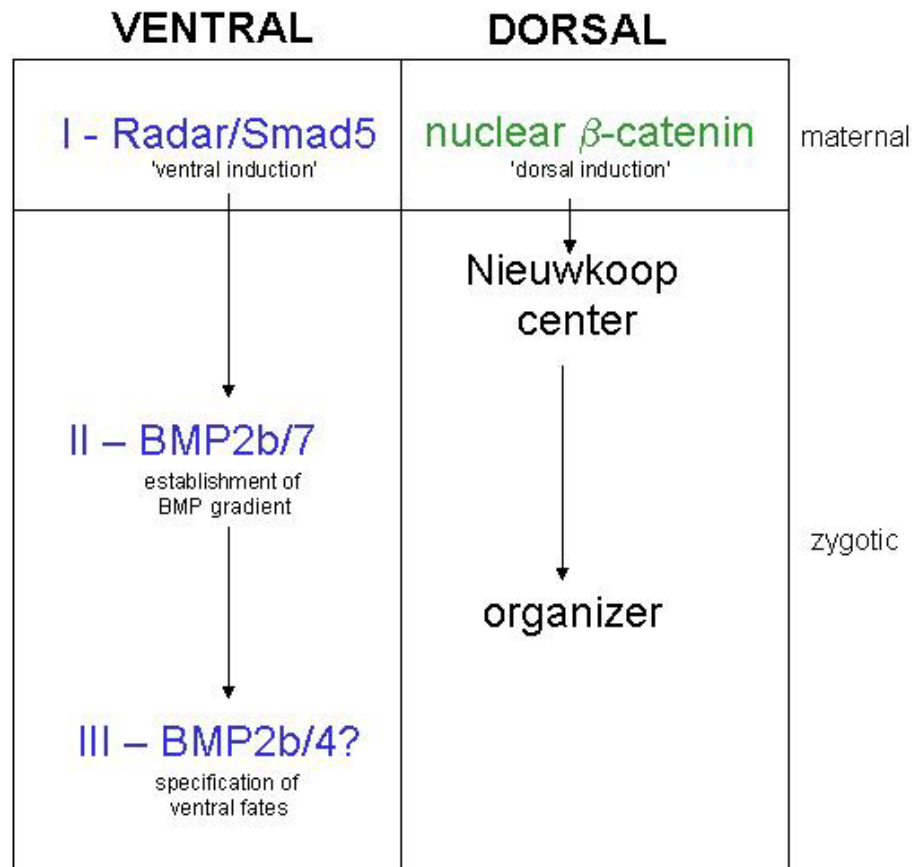 VENTRAL
DORSAL
I - Radar/Smad5
'ventral induction'
nuclear β-catenin
'dorsal induction'
maternal
Nieuwkoop
center
II – BMP2b/7
establishment of
BMP gradient
zygotic
organizer
III – BMP2b/4?
specification of
ventral fates